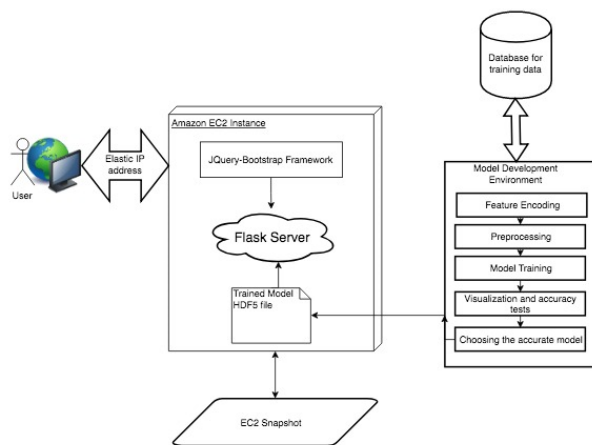 Database for
training data
Amazon EC2 Instance
JQuery-Bootstrap Framework
Elastic IP
address
User
Flask Server
Trained Model
HDF5 file
EC2 Snapshot
Model Development
Environment
Feature Encoding
Preprocessing
Model Training
Visualization and accuracy
tests
Choosing the accurate model